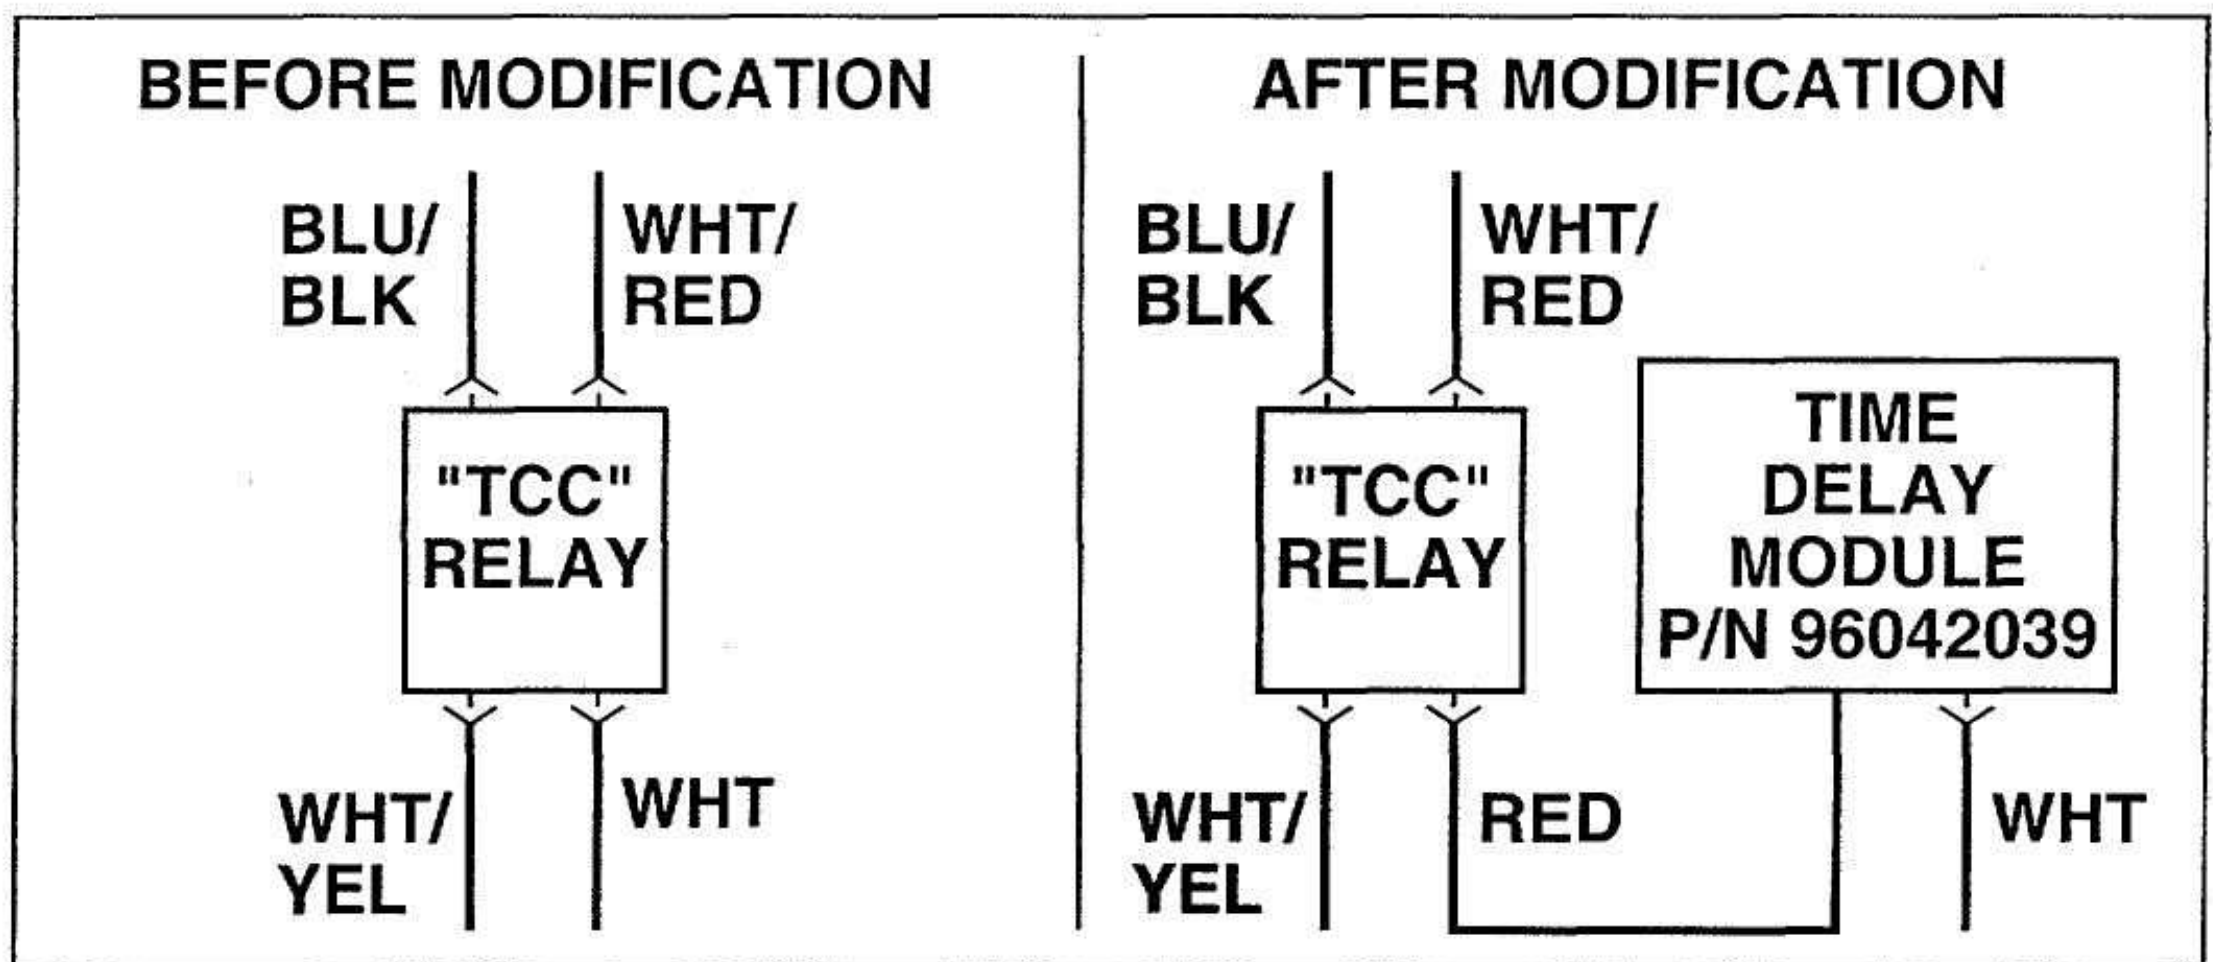 BEFORE MODIFICATION
BLU/
BLK
WHT/
RED
"TCC"
RELAY
WHT/
YEL
WHT
AFTER MODIFICATION
BLU/
BLK
WHT/
RED
"TCC"
RELAY
TIME
DELAY
MODULE
P/N 96042039
WHT/
YEL
RED
WHT